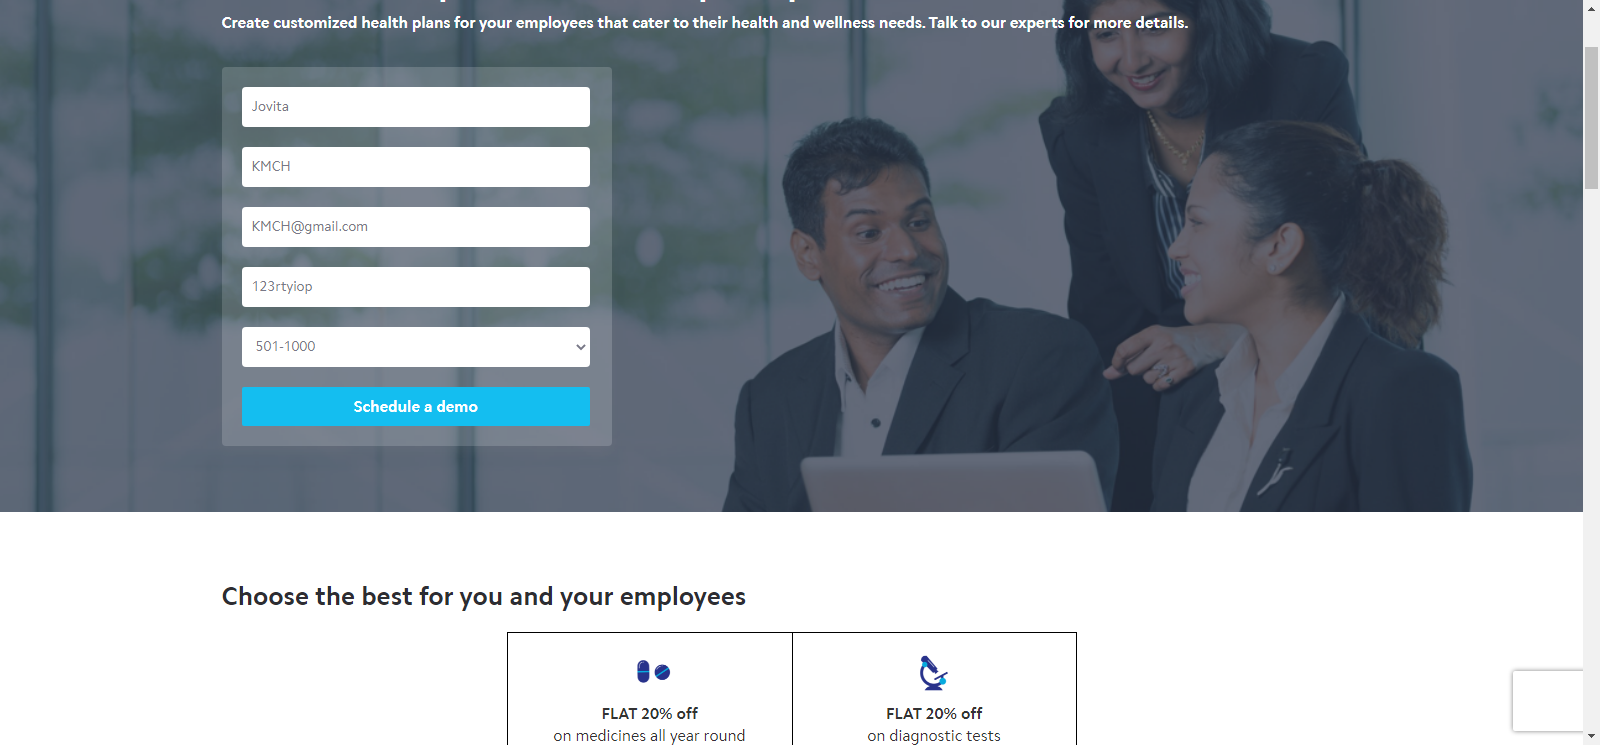 Create customized health plans for your employees that cater to their health and wellness needs. Talk to our experts for more details.
Jovita
KMCH
KMCH@gmail.com
123rtyiop
501-1000
Schedule a demo
Choose the best for you and your employees
FLAT 20% off
on medicines all year round
FLAT 20% off
on diagnostic tests